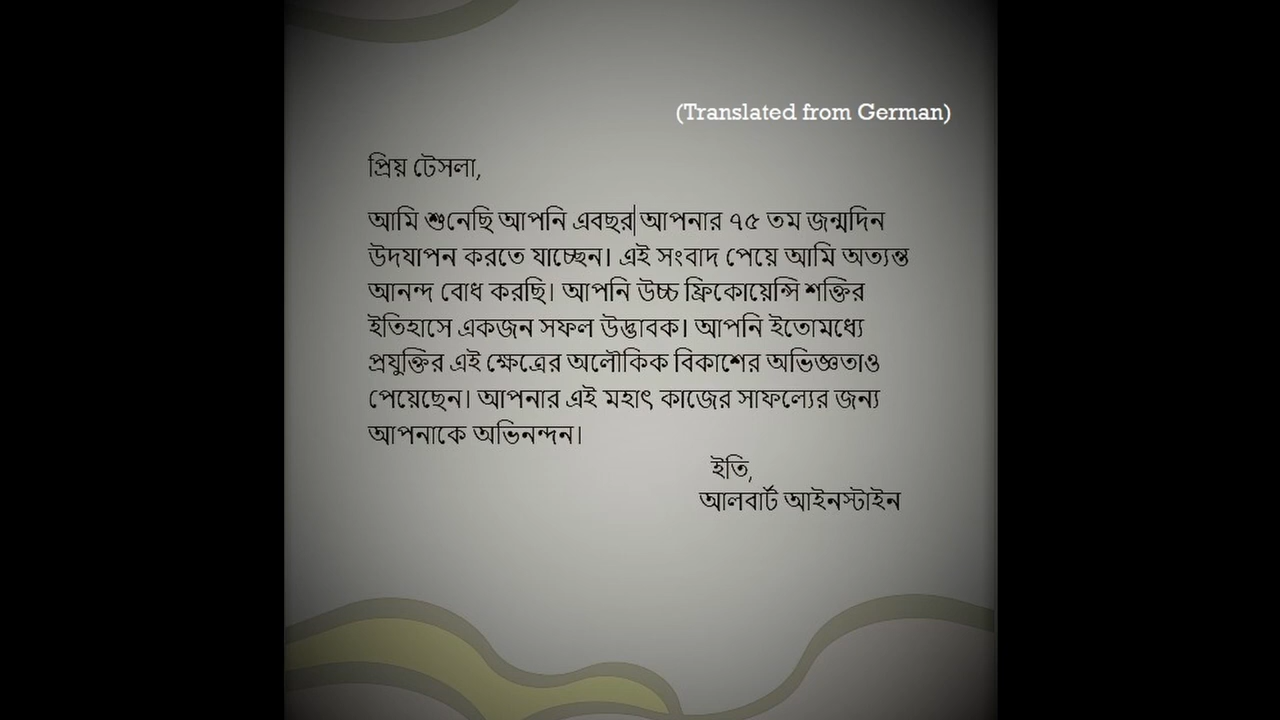 (Translated from German)
প্রিয় টেসলা,
আমি শুনেছি আপনি এবছর আপনার ৭৫ তম জন্মদিন
উদযাপন করতে যাচ্ছেন। এই সংবাদ পেয়ে আমি অত্যন্ত
আনন্দ বোধ করছি। আপনি উচ্চ ফ্রিকোয়েন্সি শক্তির
ইতিহাসে একজন সফল উদ্ভাবক। আপনি ইতোমধ্যে
প্রযুক্তির এই ক্ষেত্রের অলৌকিক বিকাশের অভিজ্ঞতাও
পেয়েছেন। আপনার এই মহাৎ কাজের সাফল্যের জন্য
আপনাকে অভিনন্দন।
ইতি,
আলবার্ট আইনস্টাইন